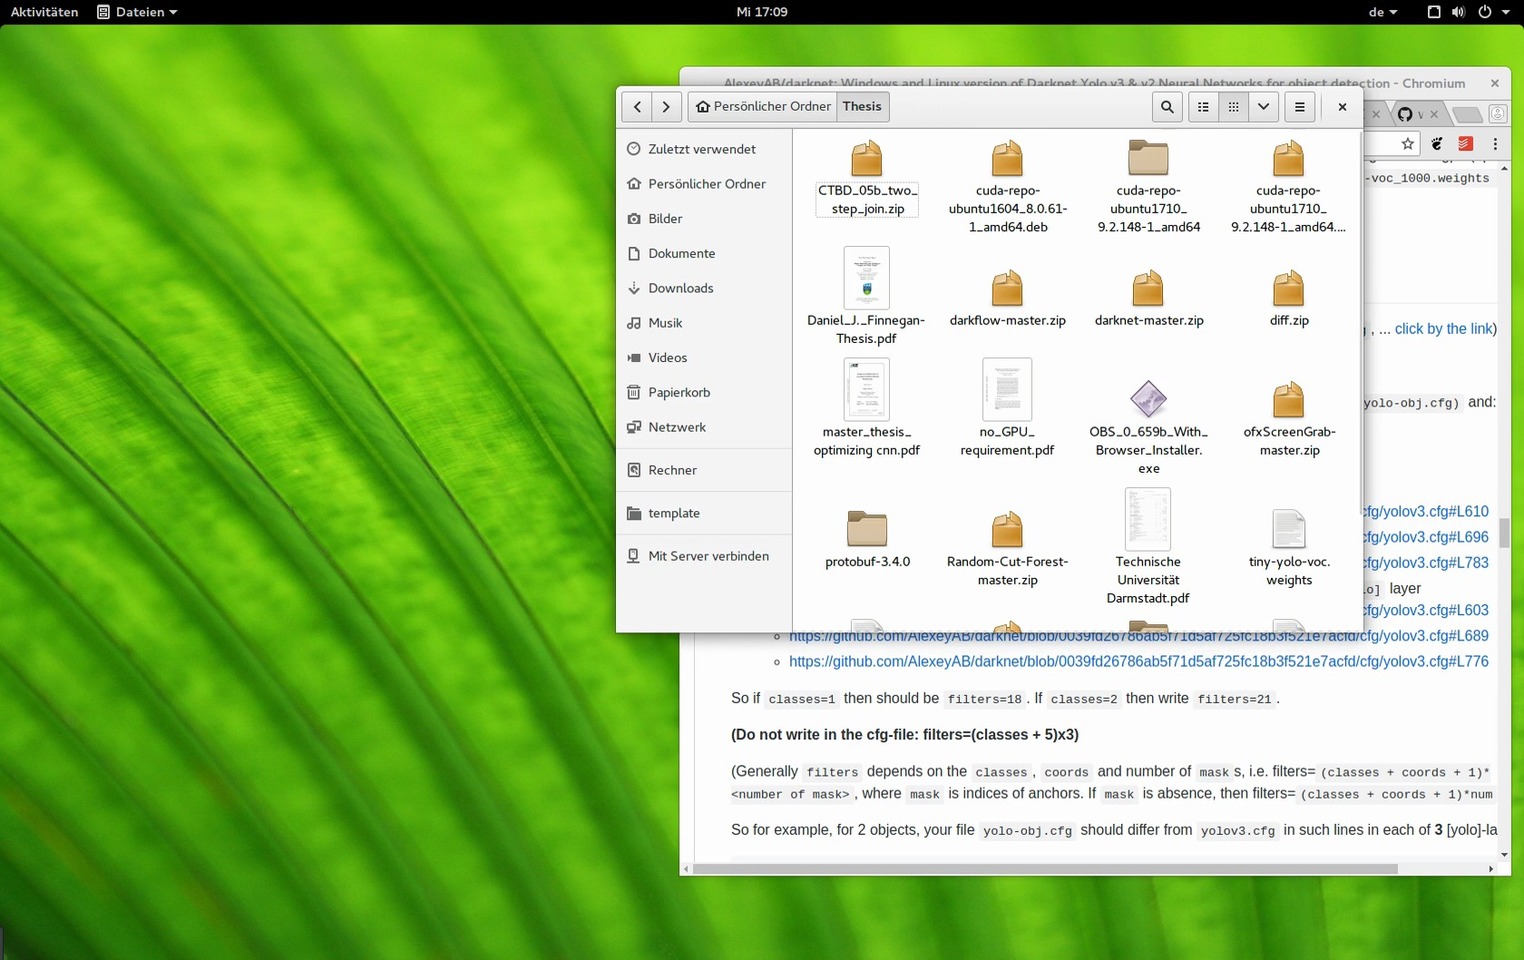 Aktivitäten
Dateien
Mi 17:09
de
AlexeyAB/darknet: Windows and Linux version of Darknet Yolo v3 & v2 Neural Networks for object detection - Chromium
Persönlicher Ordner
Thesis
Zuletzt verwendet
Persönlicher Ordner
Bilder
Dokumente
Downloads
Musik
Videos
Papierkorb
Netzwerk
Rechner
template
Mit Server verbinden
CTBD_05b_two_
step_join.zip
cuda-repo-
ubuntu1604_8.0.61-
1_amd64.deb
cuda-repo-
ubuntu1710_
9.2.148-1_amd64
cuda-repo-
ubuntu1710_
9.2.148-1_amd64....
Daniel_J._Finnegan-
Thesis.pdf
darkflow-master.zip
darknet-master.zip
diff.zip
master_thesis_
optimizing cnn.pdf
no_GPU_
requirement.pdf
OBS_0_659b_With_
Browser_Installer.
exe
ofxScreenGrab-
master.zip
protobuf-3.4.0
Random-Cut-Forest-
master.zip
Technische
Universität
Darmstadt.pdf
tiny-yolo-voc.
weights
-voc_1000.weights
, ... click by the link)
yolo-obj.cfg) and:
cfg/yolov3.cfg#L610
cfg/yolov3.cfg#L696
cfg/yolov3.cfg#L783
layer
cfg/yolov3.cfg#L603
https://github.com/AlexeyAB/darknet/blob/0039fd26786ab5f71d5af725fc18b3f521e7acfd/cfg/yolov3.cfg#L689
https://github.com/AlexeyAB/darknet/blob/0039fd26786ab5f71d5af725fc18b3f521e7acfd/cfg/yolov3.cfg#L776
So if classes=1 then should be filters=18. If classes=2 then write filters=21.
(Do not write in the cfg-file: filters=(classes + 5)x3)
(Generally filters depends on the classes, coords and number of masks, i.e. filters=(classes + coords + 1)*
<number of mask>, where mask is indices of anchors. If mask is absence, then filters=(classes + coords + 1)*num
So for example, for 2 objects, your file yolo-obj.cfg should differ from yolov3.cfg in such lines in each of 3 [yolo]-la